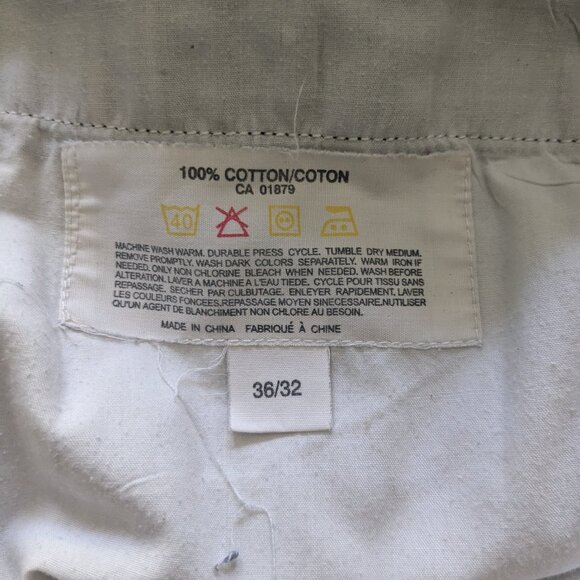 100% COTTON/COTON
CA 01879
40
MACHINE WASH WARM. DURABLE PRESS CYCLE. TUMBLE DRY MEDIUM.
REMOVE PROMPTLY. WASH DARK COLORS SEPARATELY. WARM IRON IF
NEEDED. ONLY NON CHLORINE BLEACH WHEN NEEDED. WASH BEFORE
ALTERATION. LAVER A MACHINE A L'EAU TIEDE. CYCLE POUR TISSU SANS
REPASSAGE. SECHER PAR CULBUTAGE. ENLEYER RAPIDEMENT. LAVER
LES COULEURS FONCEES.REPASSAGE MOYEN SINECESSAIRE.NUTILISER
QU'UN AGENT DE BLANCHIMENT NON CHLORE AU BESOIN.
MADE IN CHINA FABRIQUÉ À CHINE
36/32